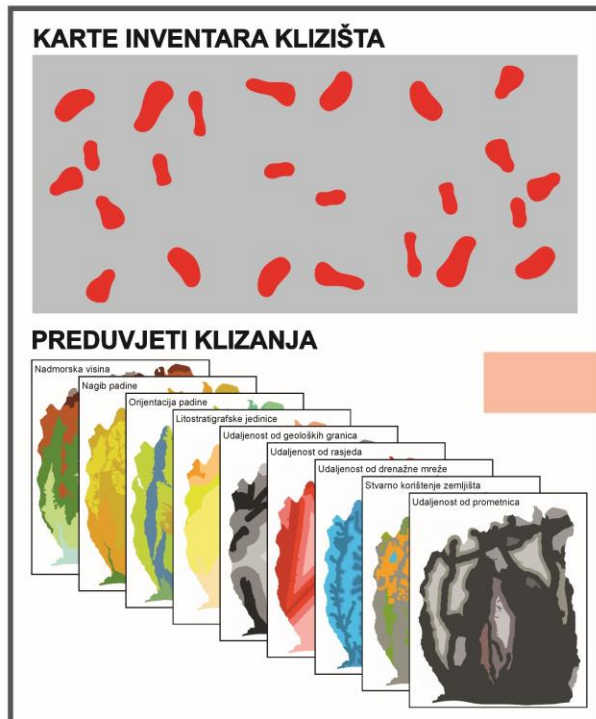 KARTE INVENTARA KLIZIŠTA
PREDUVJETI KLIZANJA
Nadmorska visina
Nagib padine
Orijentacija padine
Litostratigrafske jedinice
Udaljenost od geoloških granica
Udaljenost od rasjeda
Udaljenost od drenažne mreže
Stvarno korištenje zemljišta
Udaljenost od prometnica